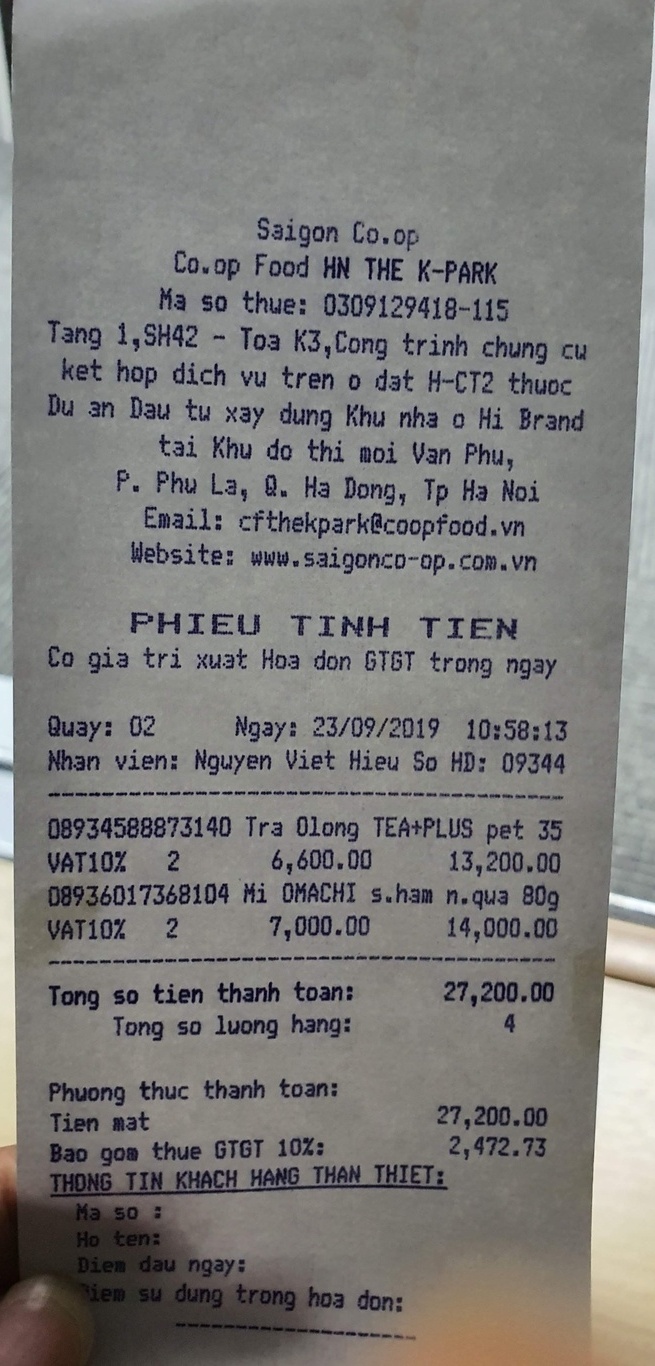 Saigon Co.op
Co.op Food HN THE K-PARK
Ma so thue: 0309129418-115
Tang 1,SH42 - Toa K3,Cong trinh chung cu
ket hop dich vu tren o dat H-CT2 thuoc
Du an Dau tu xay dung Khu nha o Hi Brand
tai Khu do thi moi Van Phu,
P. Phu La, Q. Ha Dong, Tp Ha Noi
Email: cfthekpark@coopfood.vn
Website: www.saigonco-op.com.vn
PHIEU TINH TIEN
Co gia tri xuat Hoa don GTGT trong ngay
Quay: 02 Ngay: 23/09/2019 10:58:13
Nhan vien: Nguyen Viet Hieu So HD: 09344
08934588873140 Tra Olong TEA+PLUS pet 35
VAT10% 2 6,600.00 13,200.00
08936017368104 Mi OMACHI s.ham n.qua 80g
VAT10% 2 7,000.00 14,000.00
Tong so tien thanh toan: 27,200.00
Tong so luong hang: 4
Phuong thuc thanh toan:
Tien mat 27,200.00
Bao gom thue GTGT 10%: 2,472.73
THONG TIN KHACH HANG THAN THIET:
Ma so :
Ho ten:
Diem dau ngay:
Diem su dung trong hoa don: